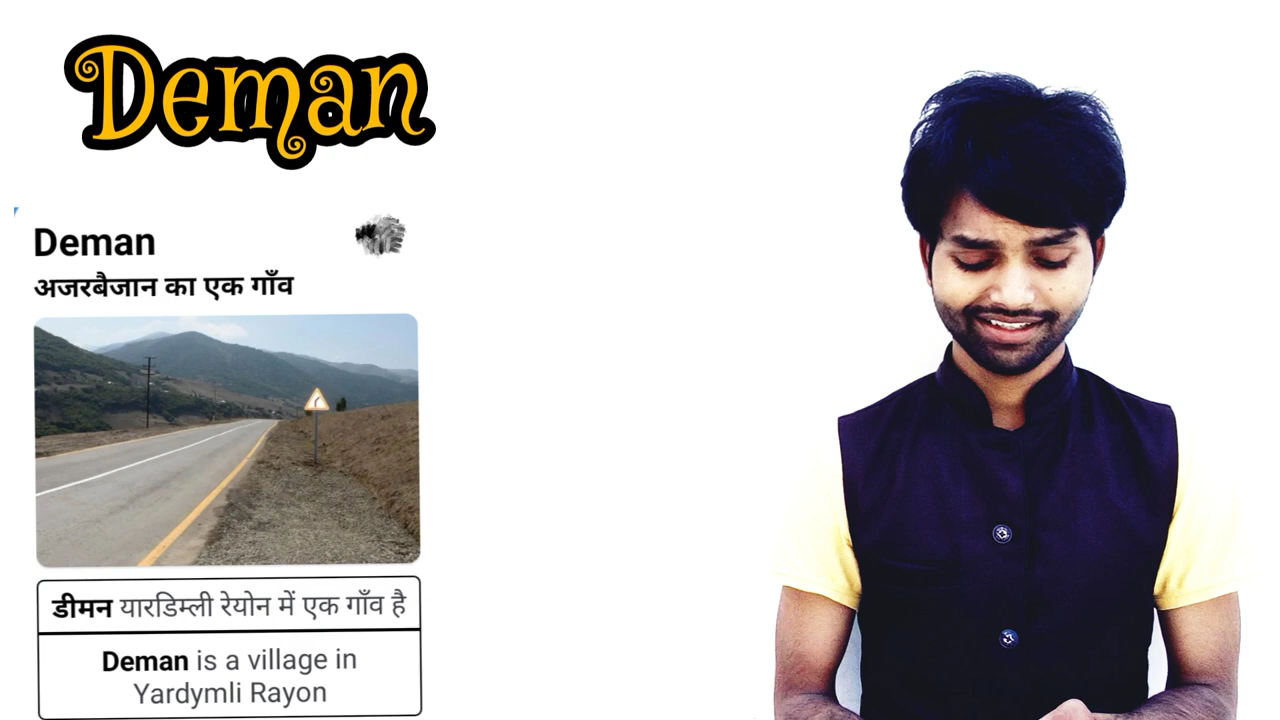 Deman
Deman
अजरबैजान का एक गाँव
डीमन यारडिम्ली रेयोन में एक गाँव है
Deman is a village in
Yardymli Rayon